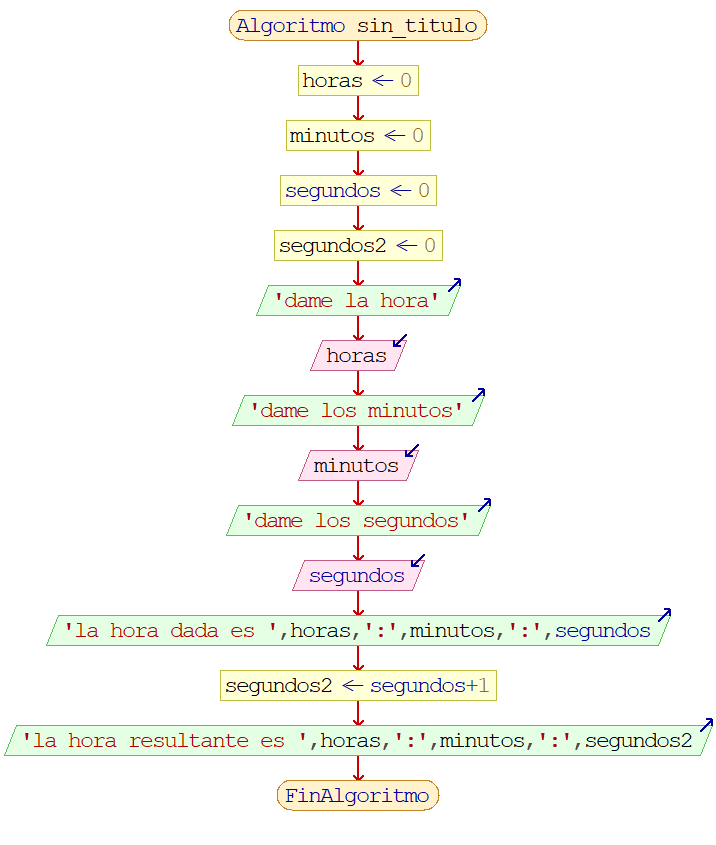 Algoritmo sin_titulo
horas ← 0
minutos ← 0
segundos ← 0
segundos2 ← 0
'dame la hora'
horas
'dame los minutos'
minutos
'dame los segundos'
segundos
'la hora dada es ',horas,':',minutos,':',segundos
segundos2 ← segundos+1
'la hora resultante es ',horas,':',minutos,':',segundos2
FinAlgoritmo